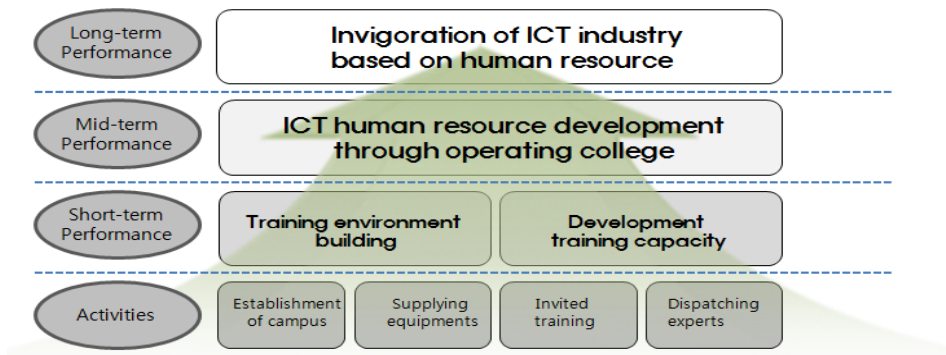 Long-term
Performance
Invigoration of ICT industry
based on human resource
Mid-term
Performance
ICT human resource development
through operating college
Short-term
Performance
Training environment
building
Development
training capacity
Activities
Establishment
of campus
Supplying
equipments
Invited
training
Dispatching
experts